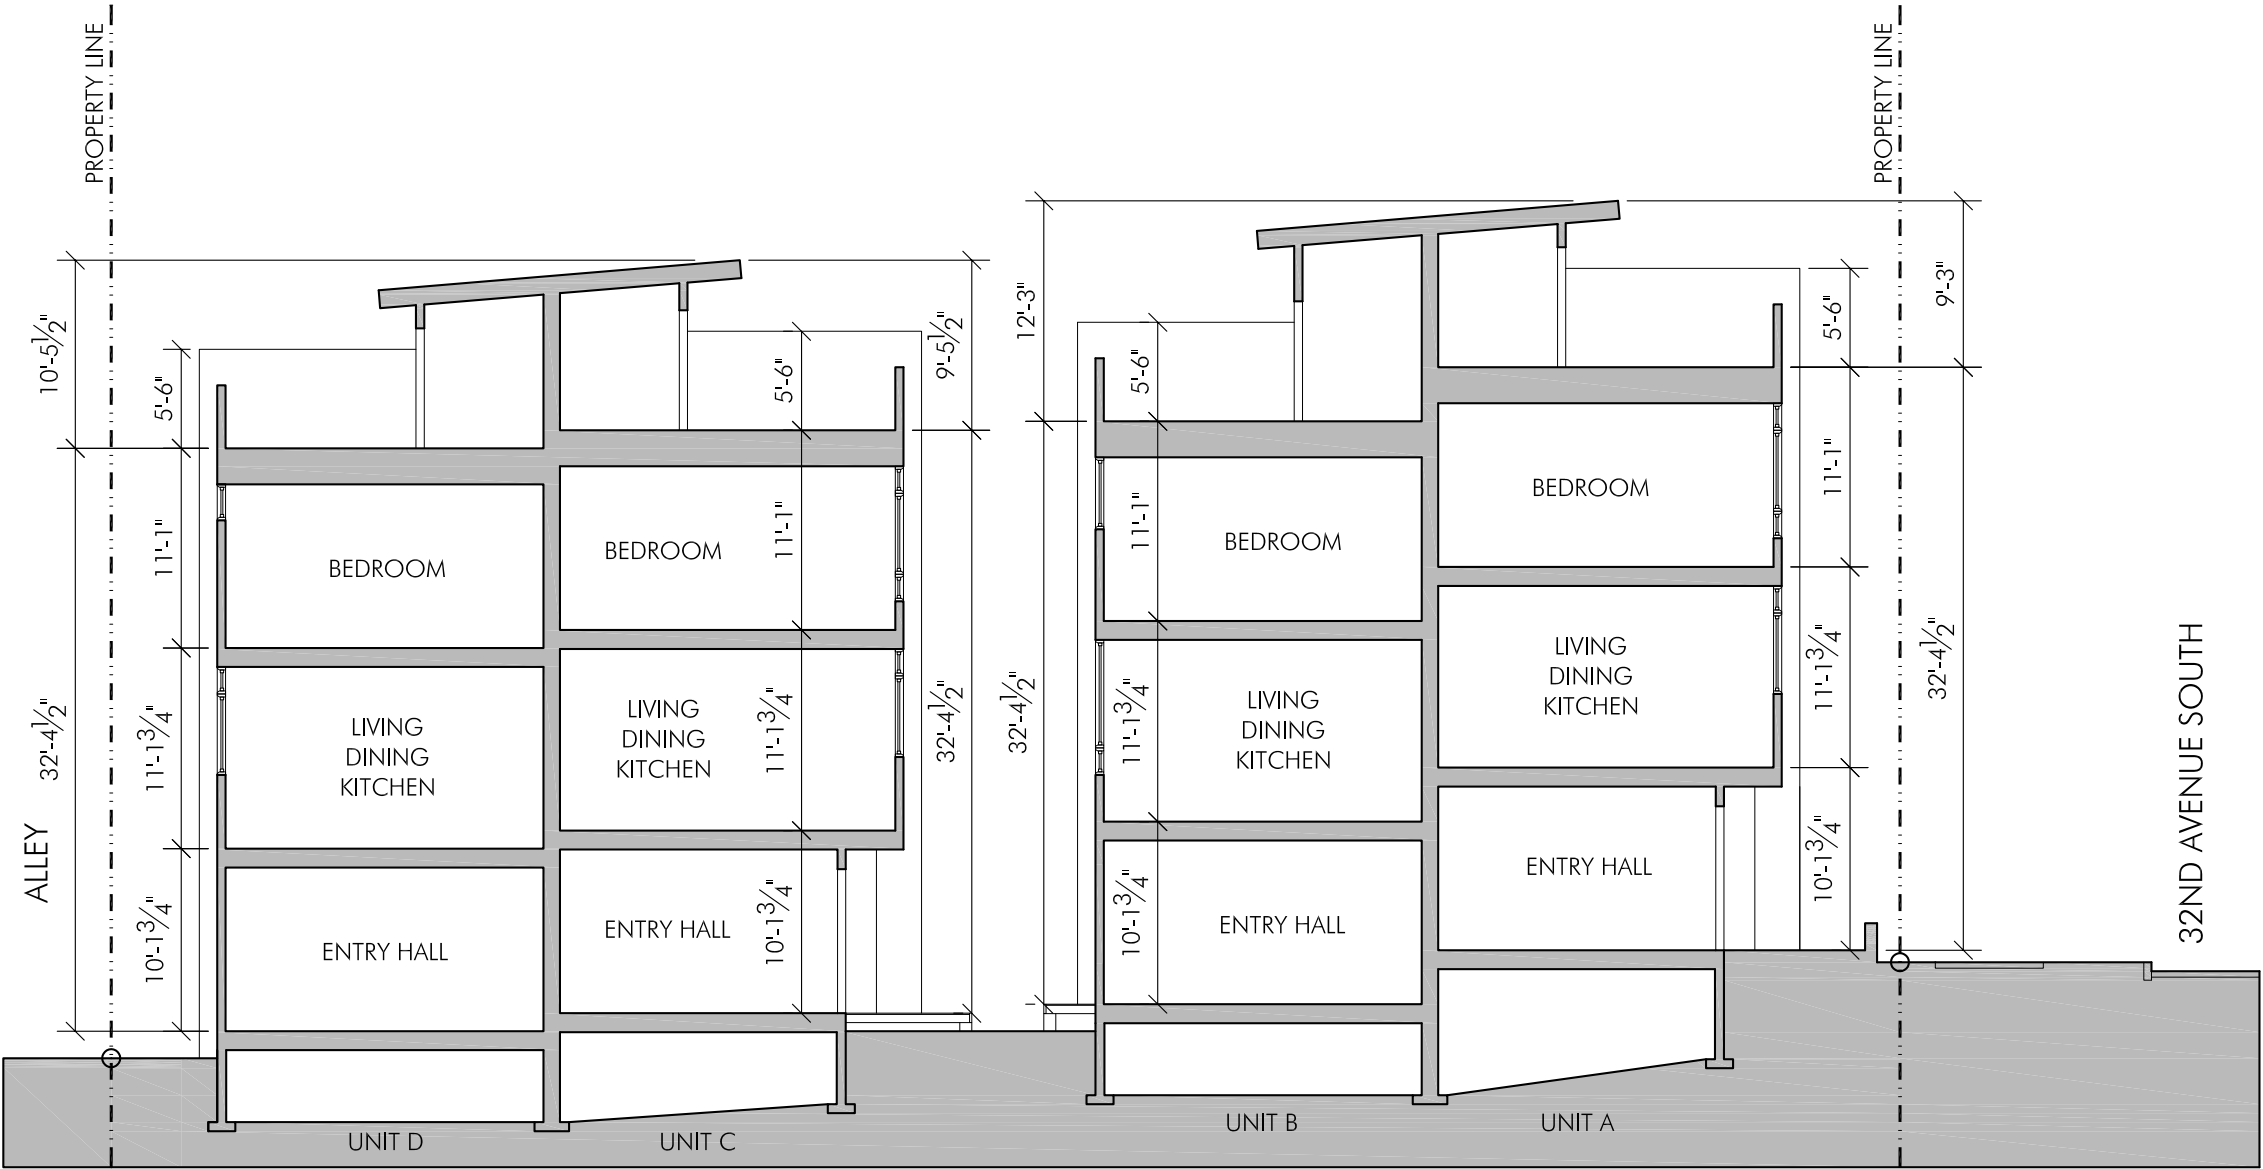 PROPERTY LINE
PROPERTY LINE
10'-5½"
5'-6"
5'-6"
9'-5½"
12'-3"
5'-6"
5'-6"
9'-3"
11'-1"
BEDROOM
BEDROOM
11'-1"
11'-1"
BEDROOM
BEDROOM
11'-1"
32'-4½"
11'-1¾"
LIVING
DINING
KITCHEN
LIVING
DINING
KITCHEN
11'-1¾"
32'-4½"
32'-4½"
11'-1¾"
LIVING
DINING
KITCHEN
LIVING
DINING
KITCHEN
11'-1¾"
32'-4½"
ALLEY
10'-1¾"
ENTRY HALL
ENTRY HALL
10'-1¾"
10'-1¾"
ENTRY HALL
ENTRY HALL
10'-1¾"
32ND AVENUE SOUTH
UNIT D
UNIT C
UNIT B
UNIT A